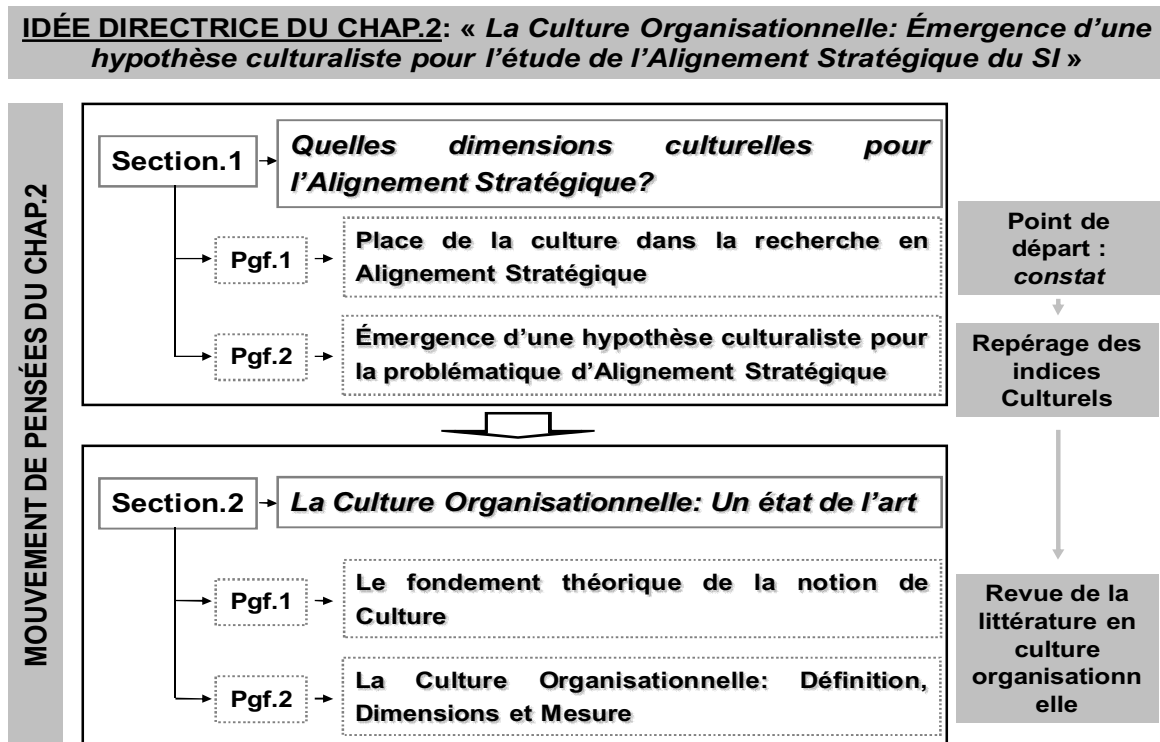 IDÉE DIRECTRICE DU CHAP.2: « La Culture Organisationnelle: Émergence d'une
hypothèse culturaliste pour l'étude de l'Alignement Stratégique du SI »
MOUVEMENT DE PENSÉES DU CHAP.2
Section.1
Quelles dimensions culturelles pour
l'Alignement Stratégique?
Pgf.1
Place de la culture dans la recherche en
Alignement Stratégique
Pgf.2
Émergence d'une hypothèse culturaliste pour
la problématique d'Alignement Stratégique
Section.2
La Culture Organisationnelle: Un état de l'art
Pgf.1
Le fondement théorique de la notion de
Culture
Pgf.2
La Culture Organisationnelle: Définition,
Dimensions et Mesure
Point de
départ :
constat
Repérage des
indices
Culturels
Revue de la
littérature en
culture
organisationn
elle